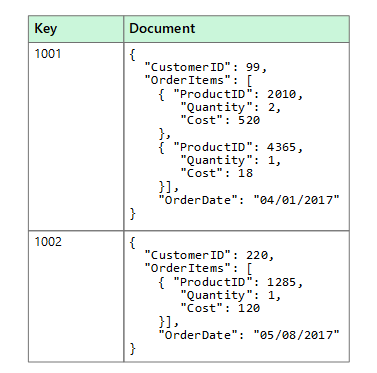 Key Document
1001
{
"CustomerID": 99,
"OrderItems": [
{ "ProductID": 2010,
"Quantity": 2,
"Cost": 520
},
{ "ProductID": 4365,
"Quantity": 1,
"Cost": 18
}],
"OrderDate": "04/01/2017"
}
1002
{
"CustomerID": 220,
"OrderItems": [
{ "ProductID": 1285,
"Quantity": 1,
"Cost": 120
}],
"OrderDate": "05/08/2017"
}